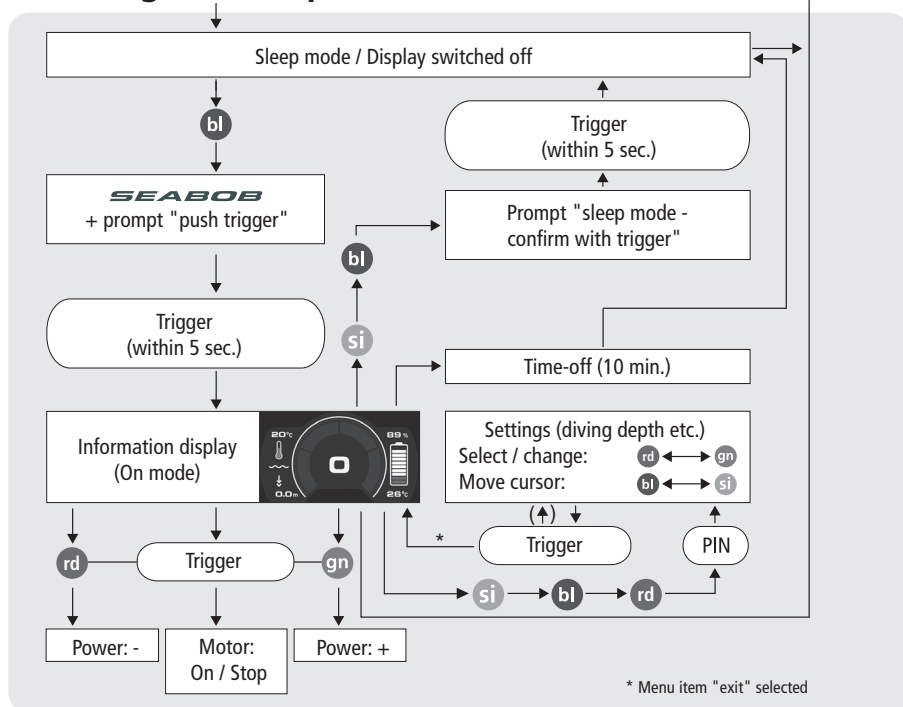 Sleep mode / Display switched off
bl
Trigger
(within 5 sec.)
SEABOB
+ prompt "push trigger"
Prompt "sleep mode -
confirm with trigger"
bl
si
Trigger
(within 5 sec.)
Time-off (10 min.)
Information display
(On mode)
20°c
89 %
0
0.0m
26°c
Settings (diving depth etc.)
Select / change: rd gn
Move cursor: bl si
(   )
*
Trigger
PIN
rd
Trigger
gn
si
bl
rd
Power: -
Motor:
On / Stop
Power: +
* Menu item "exit" selected